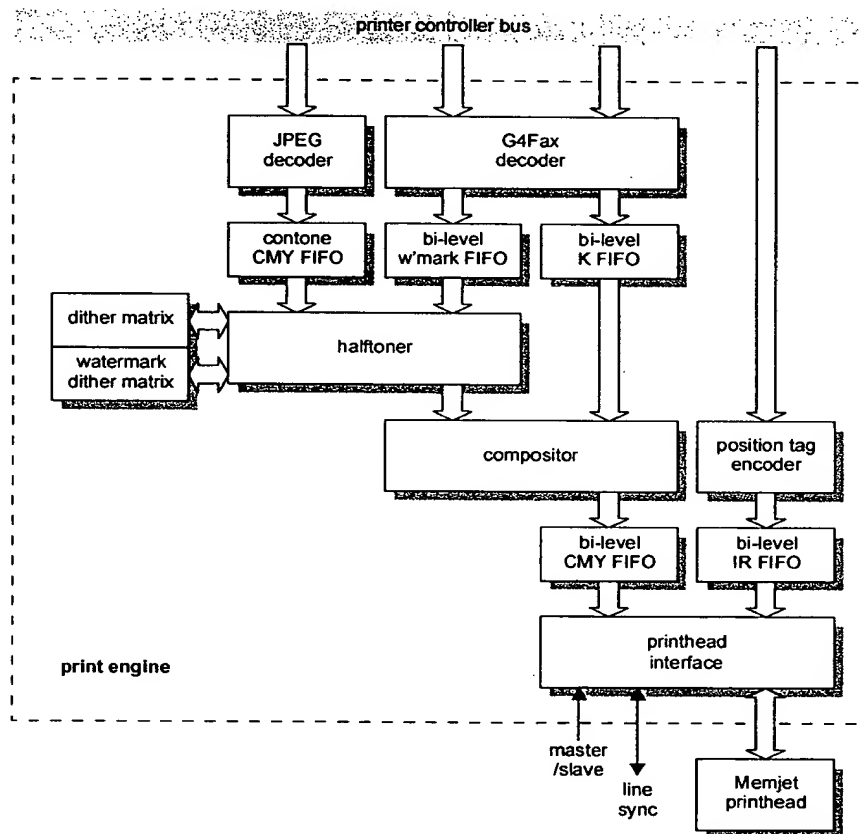 printer controller bus
JPEG
decoder
G4Fax
decoder
contone
CMY FIFO
bi-level
w'mark FIFO
bi-level
K FIFO
dither matrix
watermark
dither matrix
halftoner
compositor
position tag
encoder
bi-level
CMY FIFO
bi-level
IR FIFO
print engine
printhead
interface
master
/slave
line
sync
Memjet
printhead